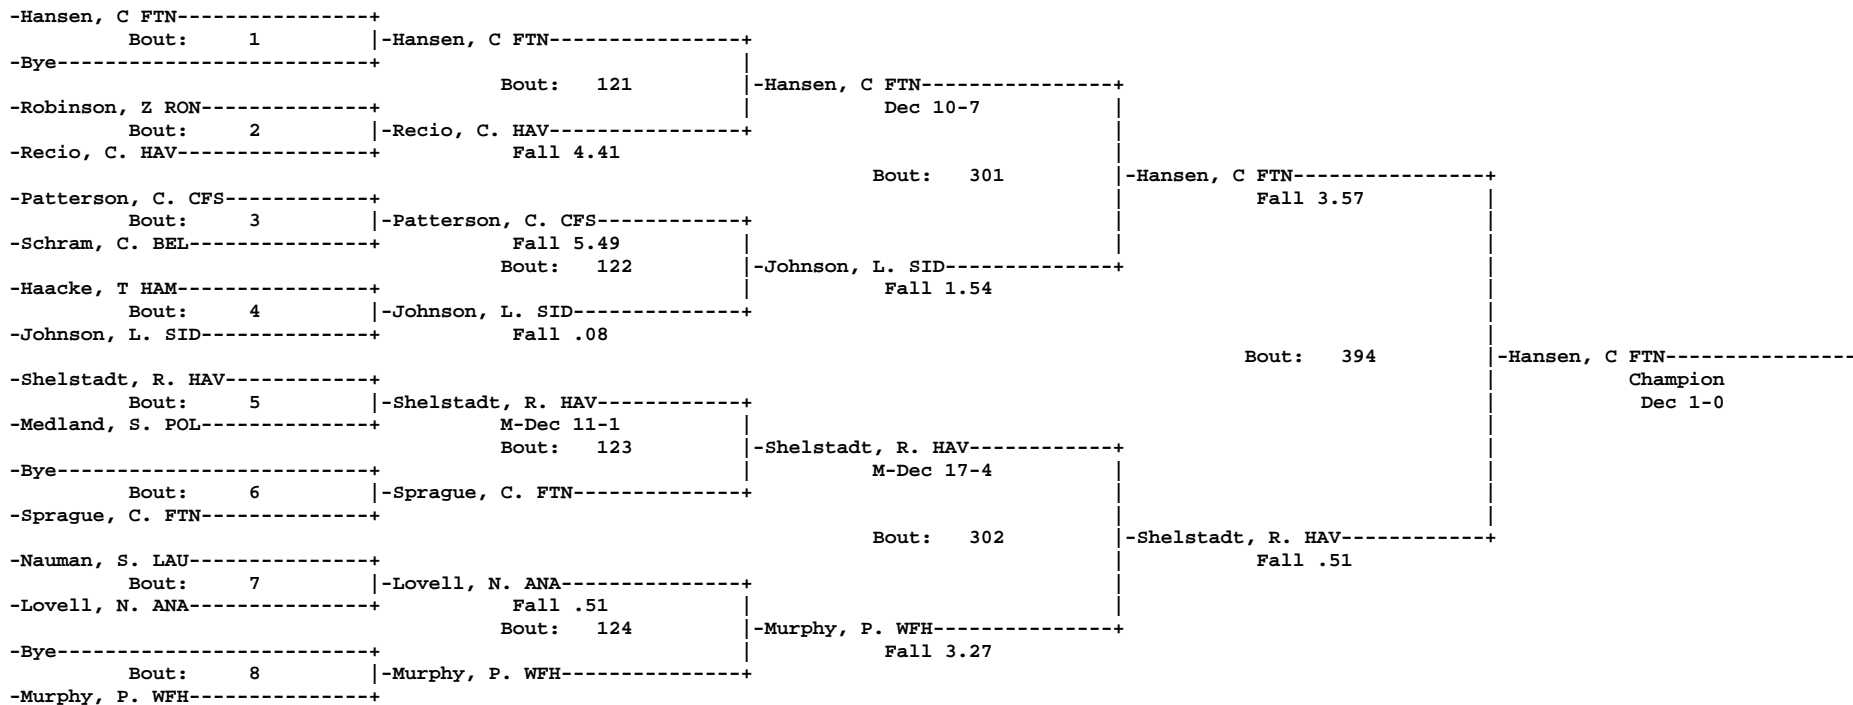 -Hansen, C FTN----------------+
Bout: 1 |-Hansen, C FTN----------------+
-Bye--------------------------+ |
Bout: 121 |-Hansen, C FTN----------------+
-Robinson, Z RON--------------+ | Dec 10-7 |
Bout: 2 |-Recio, C. HAV----------------+ |
-Recio, C. HAV----------------+ Fall 4.41 |
Bout: 301 |-Hansen, C FTN----------------+
-Patterson, C. CFS------------+ | Fall 3.57 |
Bout: 3 |-Patterson, C. CFS------------+ | |
-Schram, C. BEL---------------+ Fall 5.49 | | |
Bout: 122 |-Johnson, L. SID--------------+ |
-Haacke, T HAM----------------+ | Fall 1.54 |
Bout: 4 |-Johnson, L. SID--------------+ |
-Johnson, L. SID--------------+ Fall .08 |
Bout: 394 |-Hansen, C FTN----------------
-Shelstadt, R. HAV------------+ | Champion
Bout: 5 |-Shelstadt, R. HAV------------+ | Dec 1-0
-Medland, S. POL--------------+ M-Dec 11-1 | |
Bout: 123 |-Shelstadt, R. HAV------------+ |
-Bye--------------------------+ | M-Dec 17-4 | |
Bout: 6 |-Sprague, C. FTN--------------+ | |
-Sprague, C. FTN--------------+ | |
Bout: 302 |-Shelstadt, R. HAV------------+
-Nauman, S. LAU---------------+ | Fall .51
Bout: 7 |-Lovell, N. ANA---------------+ |
-Lovell, N. ANA---------------+ Fall .51 | |
Bout: 124 |-Murphy, P. WFH---------------+
-Bye--------------------------+ | Fall 3.27
Bout: 8 |-Murphy, P. WFH---------------+
-Murphy, P. WFH---------------+